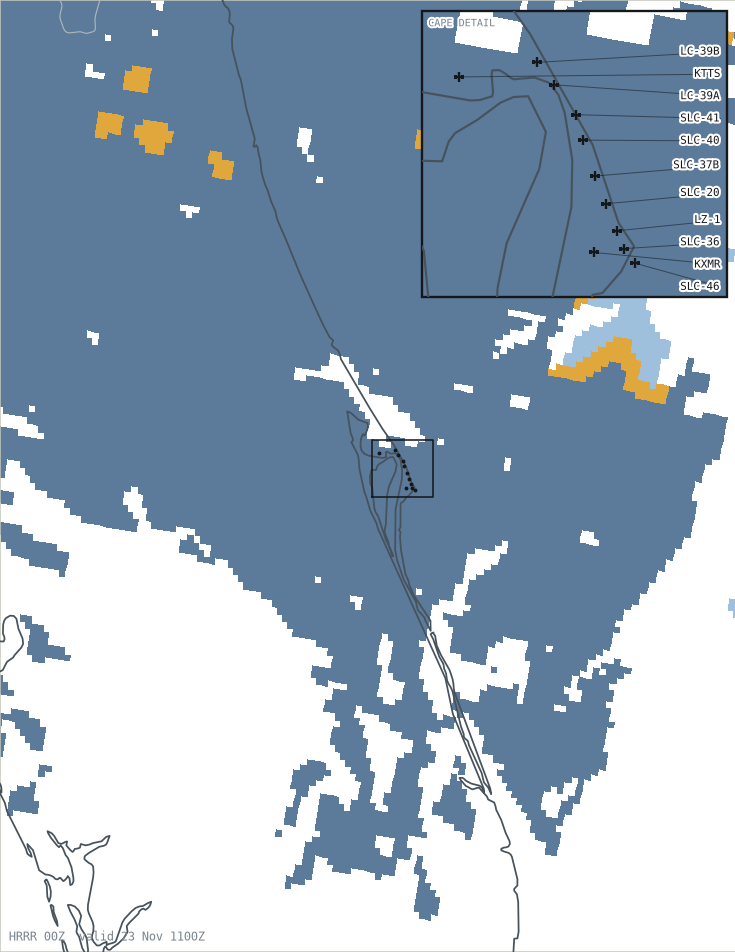 CAPE DETAIL
LC-39B
KTTS
LC-39A
SLC-41
SLC-40
SLC-37B
SLC-20
LZ-1
SLC-36
KXMR
SLC-46
HRRR 00Z valid 23 Nov 1100Z